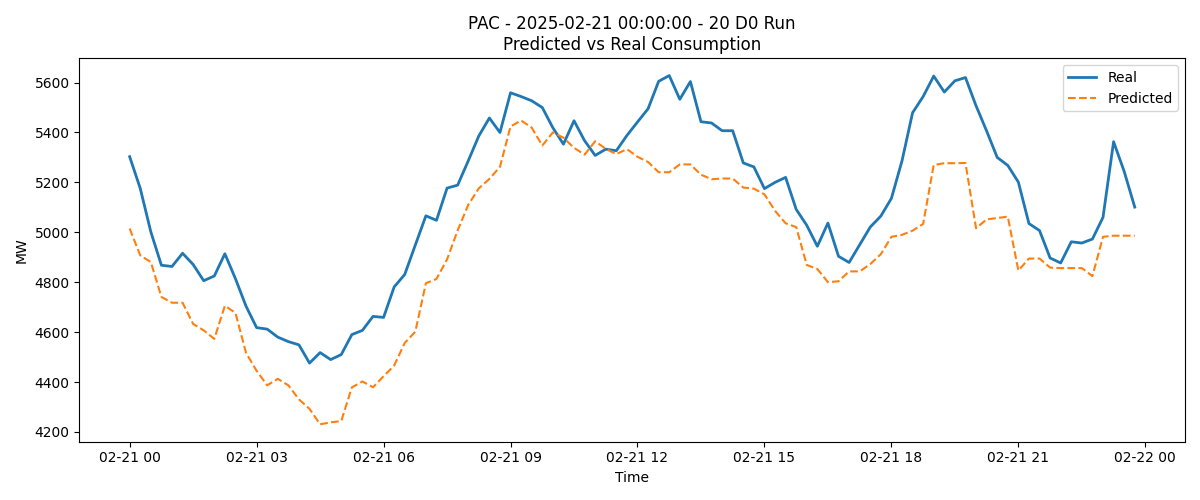 PAC - 2025-02-21 00:00:00 - 20 D0 Run
Predicted vs Real Consumption
Real
Predicted
MW
5600
5400
5200
5000
4800
4600
4400
4200
02-21 00 02-21 03 02-21 06 02-21 09 02-21 12 02-21 15 02-21 18 02-21 21 02-22 00
Time